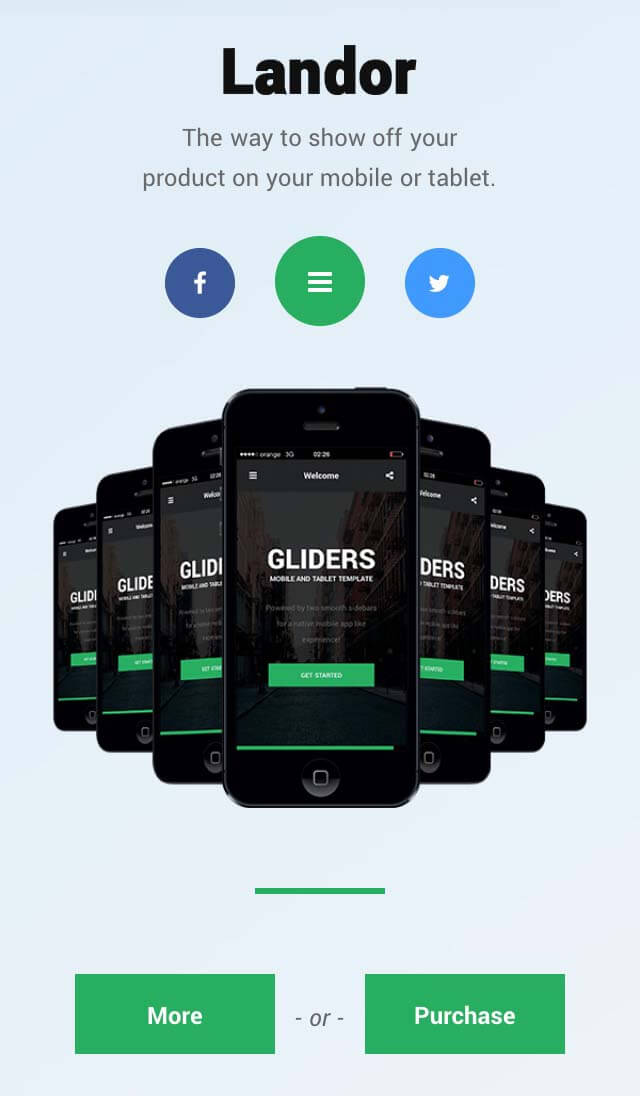 Landor
The way to show off your
product on your mobile or tablet.
orange 3G 02:26
Welcome
GLIDERS
MOBILE AND TABLET TEMPLATE
Powered by two smooth sidebars
for a native mobile app like
experience!
GET STARTED
More
- or -
Purchase